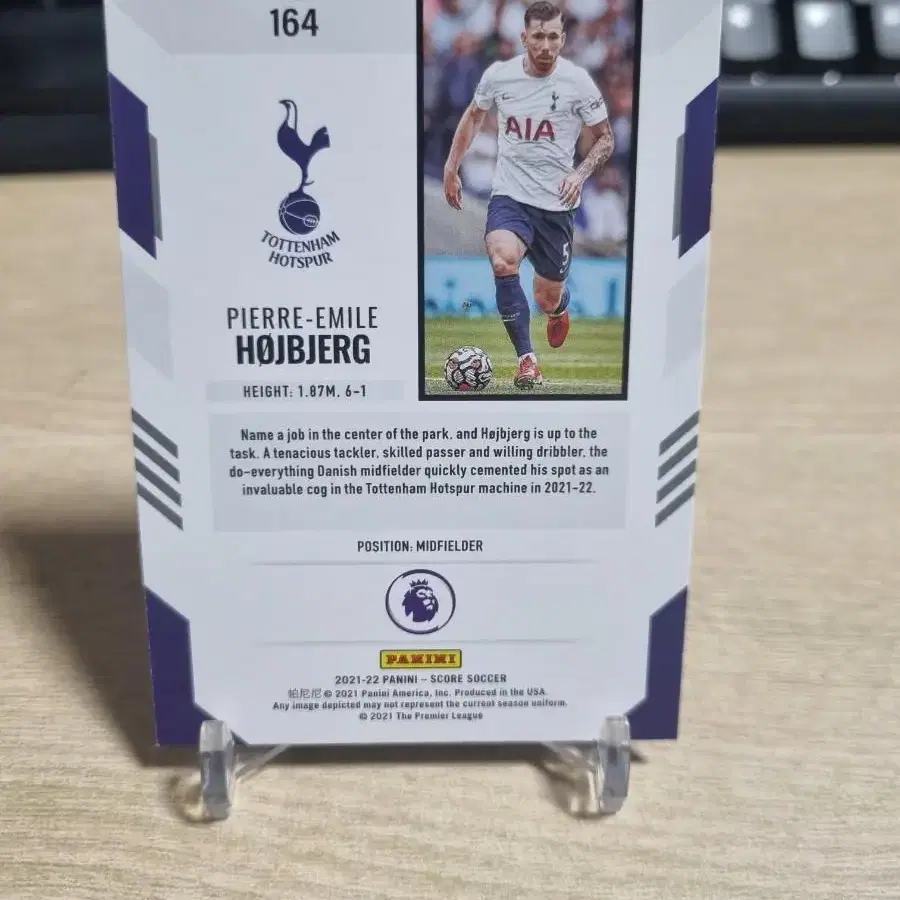 164
AIA
5
TOTTENHAM
HOTSPUR
PIERRE-EMILE
HØJBJERG
HEIGHT: 1.87M, 6-1
Name a job in the center of the park, and Højbjerg is up to the
task. A tenacious tackler, skilled passer and willing dribbler, the
do-everything Danish midfielder quickly cemented his spot as an
invaluable cog in the Tottenham Hotspur machine in 2021-22.
POSITION: MIDFIELDER
PANINI
2021-22 PANINI – SCORE SOCCER
帕尼尼 © 2021 Panini America, Inc. Produced in the USA.
Any image depicted may not represent the current season uniform.
© 2021 The Premier League